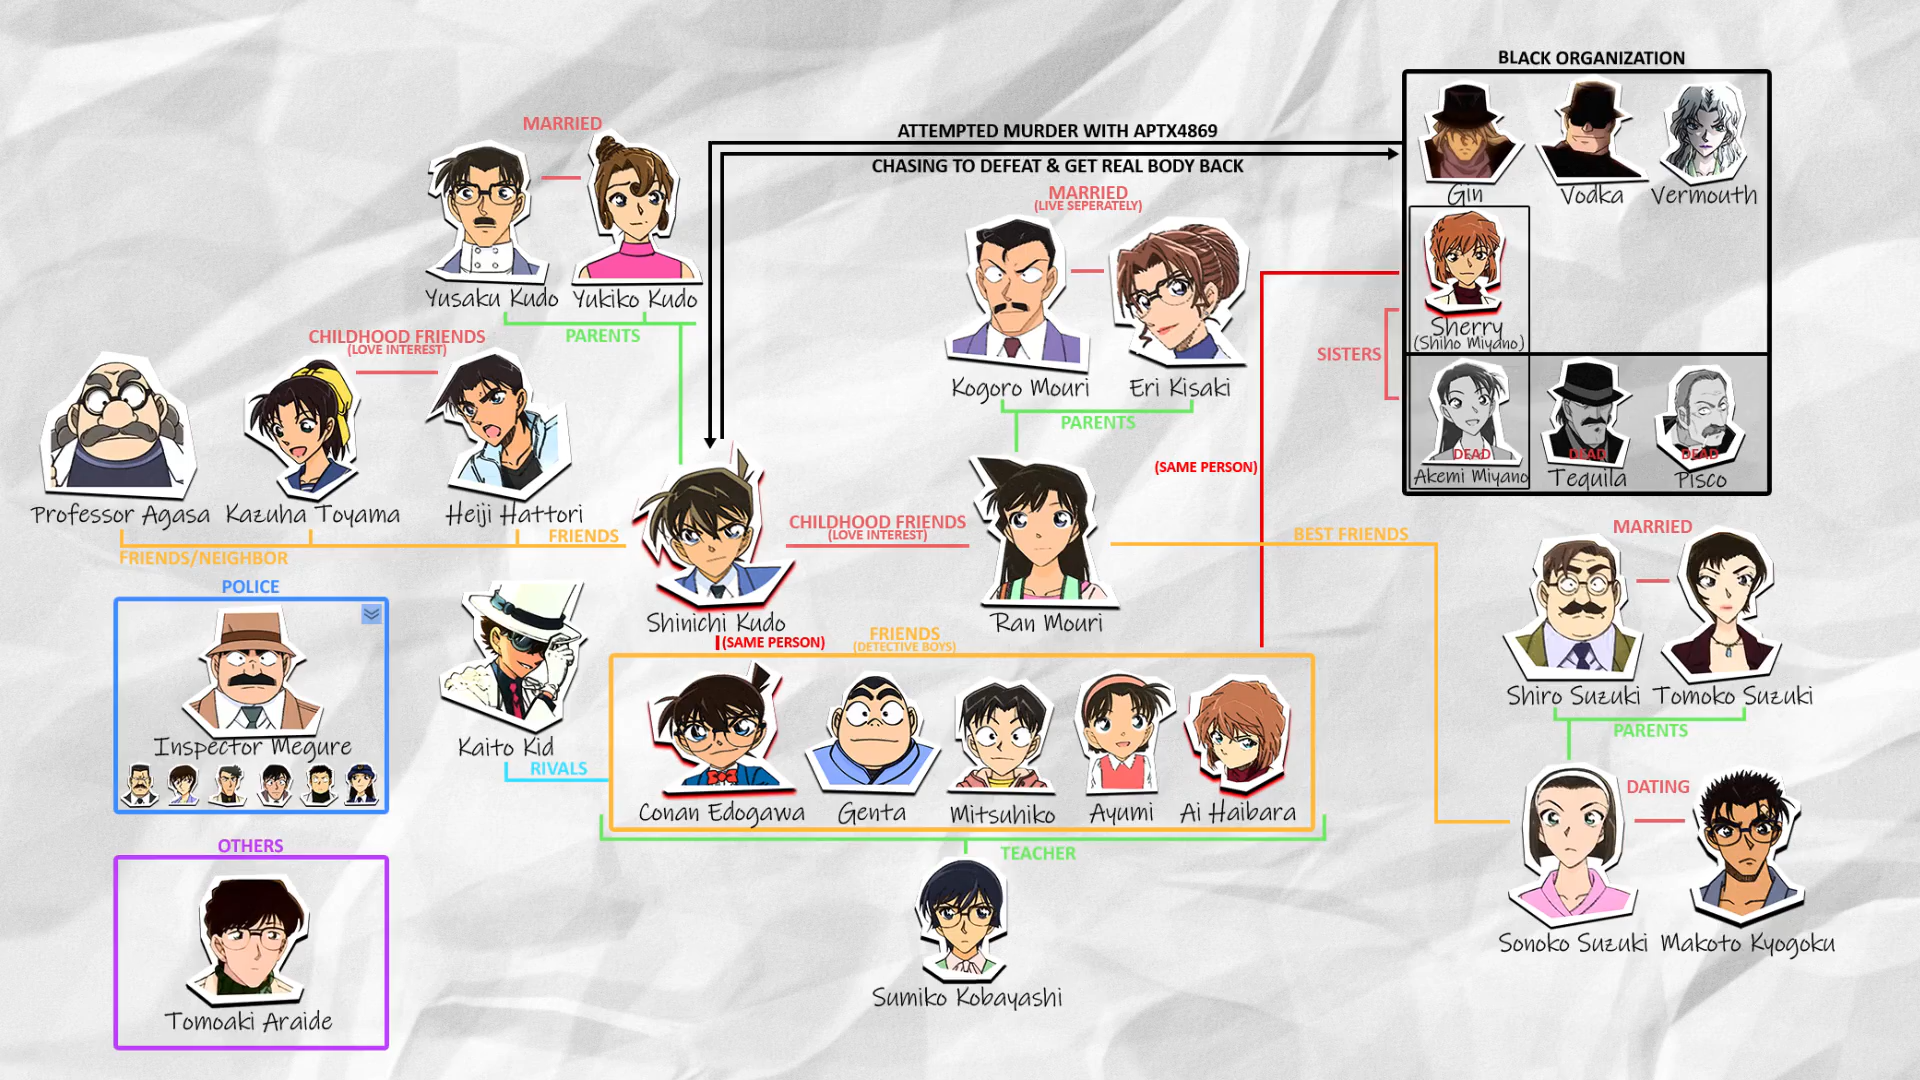 BLACK ORGANIZATION
Gin
Vodka
Vermouth
Sherry
(Shiho Miyano)
SISTERS
DEAD
Akemi Miyano
DEAD
Tequila
DEAD
Pisco
ATTEMPTED MURDER WITH APTX4869
CHASING TO DEFEAT & GET REAL BODY BACK
MARRIED
Yusaku Kudo
Yukiko Kudo
PARENTS
MARRIED
(LIVE SEPERATELY)
Kogoro Mouri
Eri Kisaki
PARENTS
CHILDHOOD FRIENDS
(LOVE INTEREST)
Professor Agasa
Kazuha Toyama
Heiji Hattori
FRIENDS
FRIENDS/NEIGHBOR
Shinichi Kudo
CHILDHOOD FRIENDS
(LOVE INTEREST)
Ran Mouri
(SAME PERSON)
BEST FRIENDS
MARRIED
Shiro Suzuki
Tomoko Suzuki
PARENTS
DATING
Sonoko Suzuki
Makoto Kyogoku
POLICE
Inspector Megure
Kaito Kid
RIVALS
(SAME PERSON)
FRIENDS
(DETECTIVE BOYS)
Conan Edogawa
Genta
Mitsuhiko
Ayumi
Ai Haibara
TEACHER
Sumiko Kobayashi
OTHERS
Tomoaki Araide